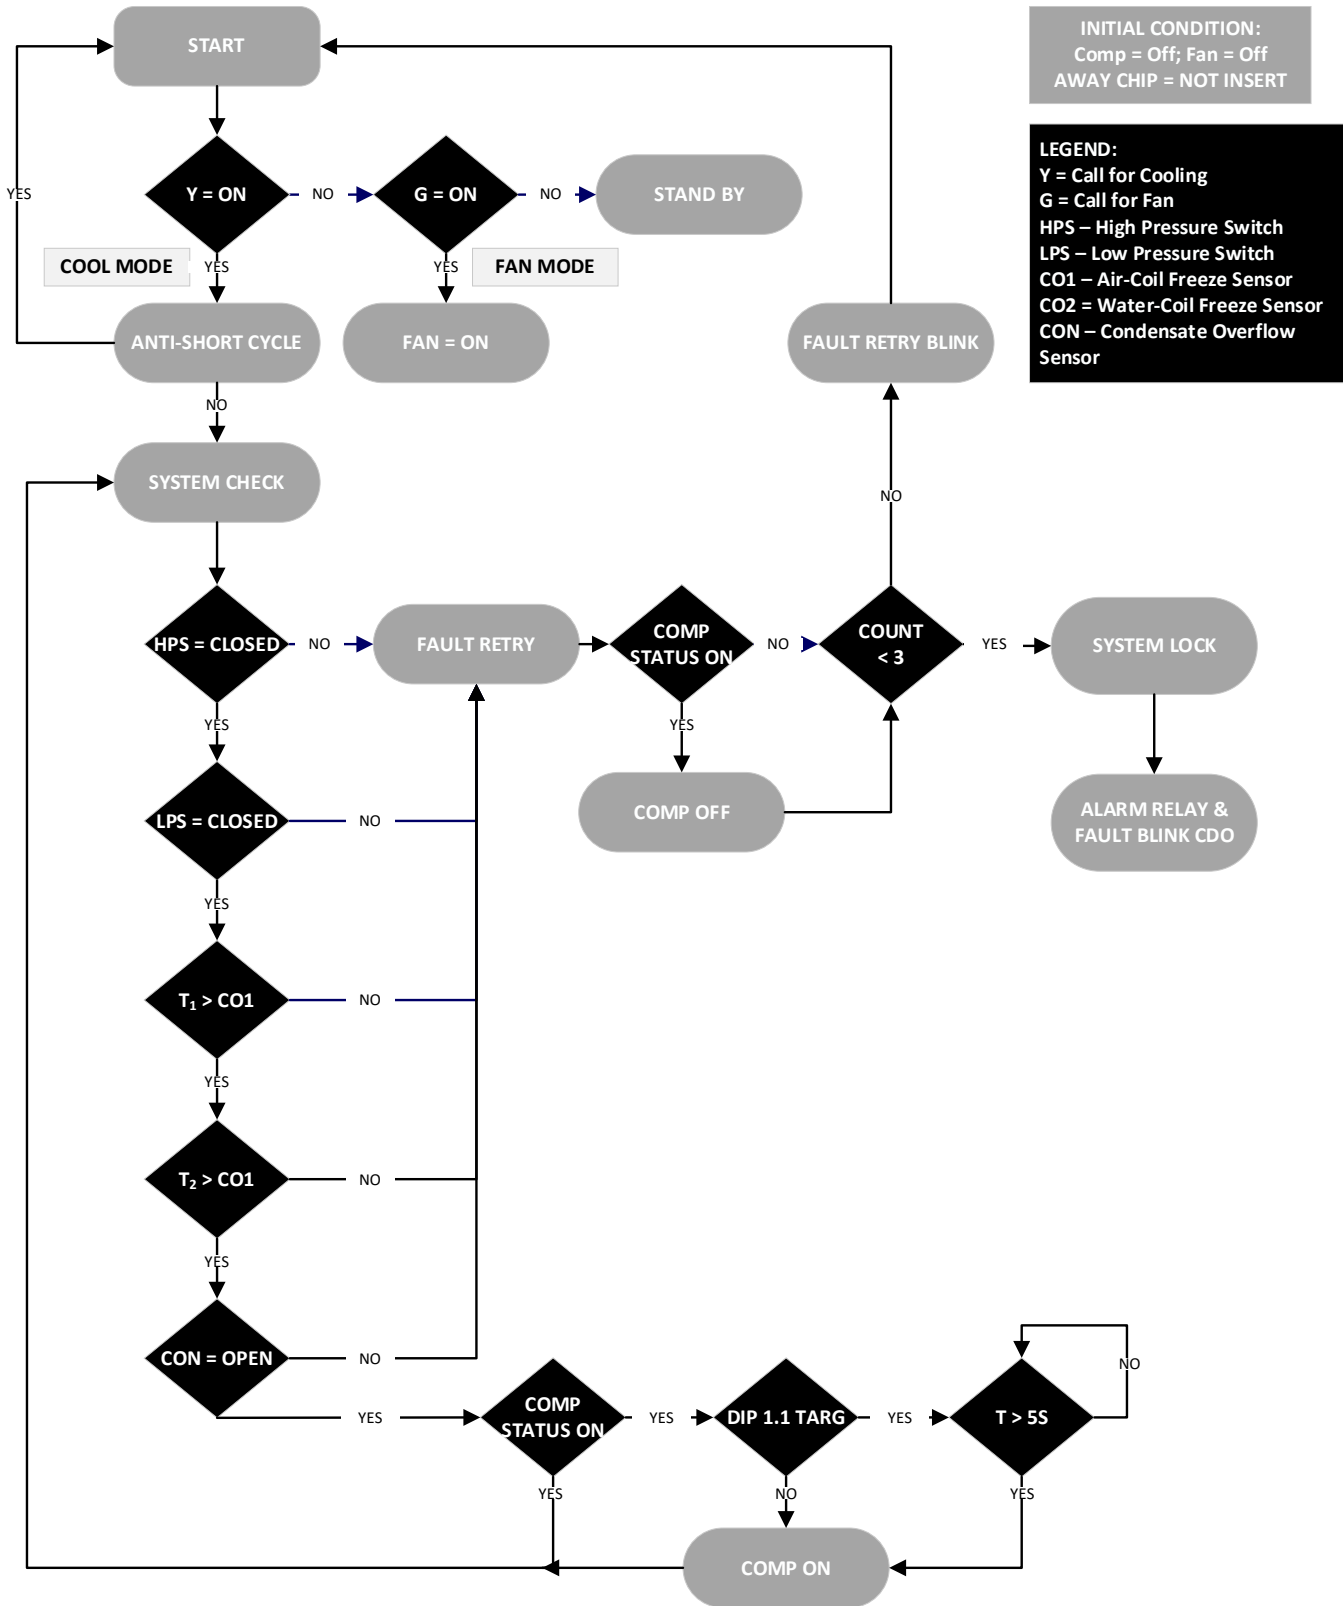 START
INITIAL CONDITION:
Comp = Off; Fan = Off
AWAY CHIP = NOT INSERT
LEGEND:
Y = Call for Cooling
G = Call for Fan
HPS – High Pressure Switch
LPS – Low Pressure Switch
CO1 – Air-Coil Freeze Sensor
CO2 = Water-Coil Freeze Sensor
CON – Condensate Overflow
Sensor
YES
Y = ON
NO
G = ON
NO
STAND BY
COOL MODE
YES
YES
FAN MODE
ANTI-SHORT CYCLE
FAN = ON
FAULT RETRY BLINK
NO
SYSTEM CHECK
NO
HPS = CLOSED
NO
FAULT RETRY
COMP
STATUS ON
NO
COUNT
< 3
YES
SYSTEM LOCK
YES
YES
LPS = CLOSED
NO
COMP OFF
ALARM RELAY &
FAULT BLINK CDO
YES
T₁ > CO1
NO
YES
T₂ > CO1
NO
YES
CON = OPEN
NO
YES
COMP
STATUS ON
YES
DIP 1.1 TARG
YES
T > 5S
NO
YES
NO
YES
COMP ON